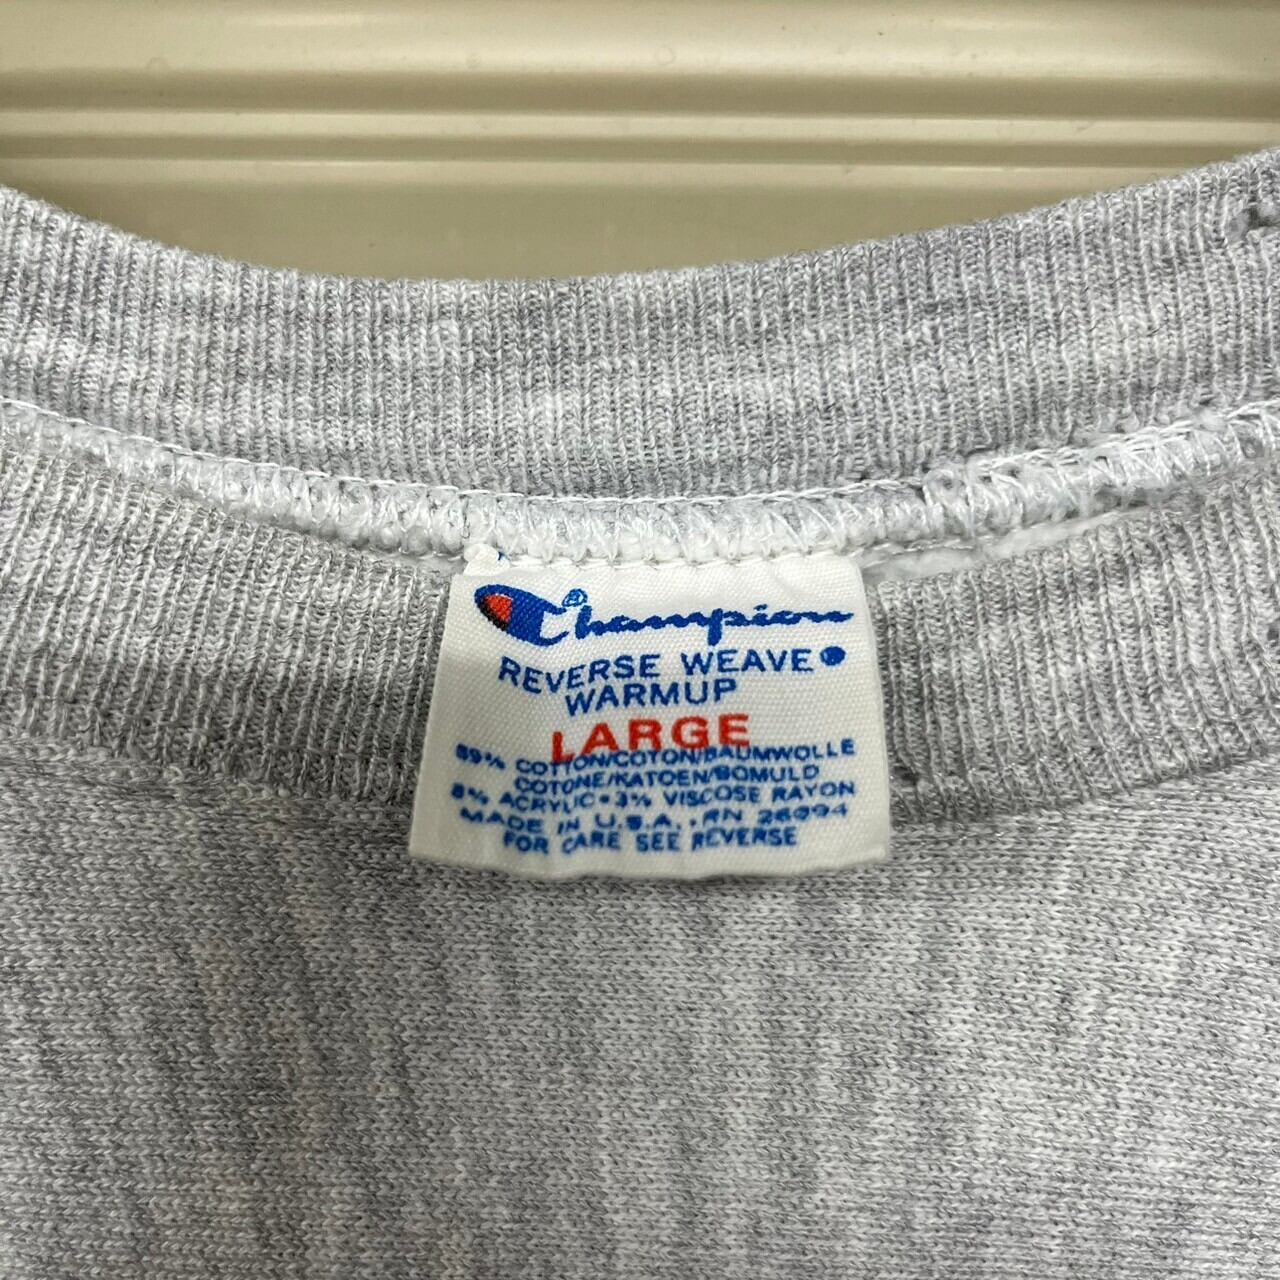 Champion®
REVERSE WEAVE
WARMUP
LARGE
89% COTTON/COTON/BAUMWOLLE
COTONE/KATOEN/BOMULD
8% ACRYLIC • 3% VISCOSE RAYON
MADE IN U.S.A. • RN 26094
FOR CARE SEE REVERSE